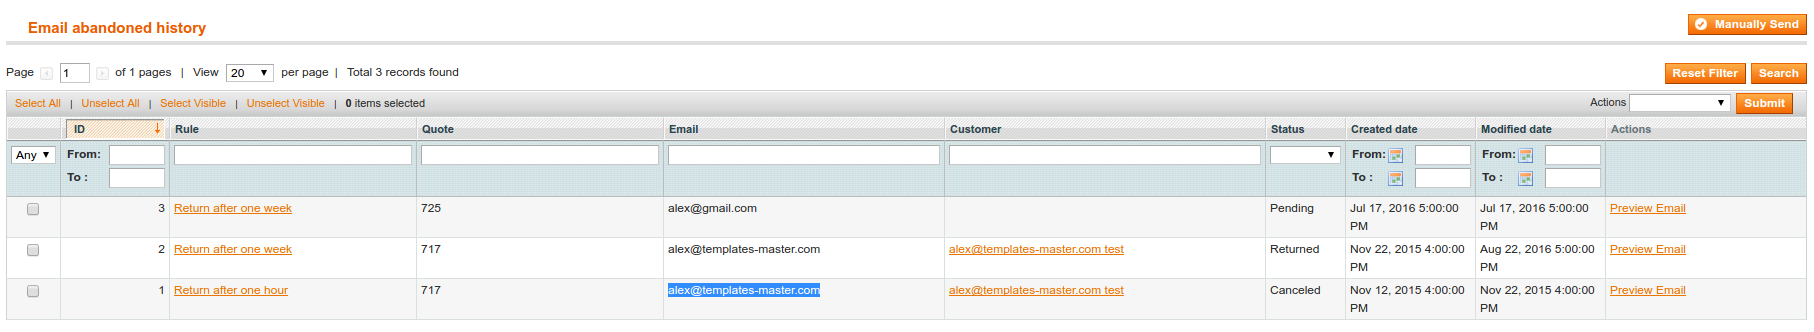 Email abandoned history
Manually Send
Page 1 of 1 pages | View 20 per page | Total 3 records found
Reset Filter Search
Select All | Unselect All | Select Visible | Unselect Visible | 0 items selected
Actions Submit
ID Rule Quote Email Customer Status Created date Modified date Actions
Any From: From: From:
To : To : To :
3 Return after one week 725 alex@gmail.com Pending Jul 17, 2016 5:00:00 Jul 17, 2016 5:00:00 Preview Email
PM PM
2 Return after one week 717 alex@templates-master.com alex@templates-master.com test Returned Nov 22, 2015 4:00:00 Aug 22, 2016 5:00:00 Preview Email
PM PM
1 Return after one hour 717 alex@templates-master.com alex@templates-master.com test Canceled Nov 12, 2015 4:00:00 Nov 22, 2015 4:00:00 Preview Email
PM PM